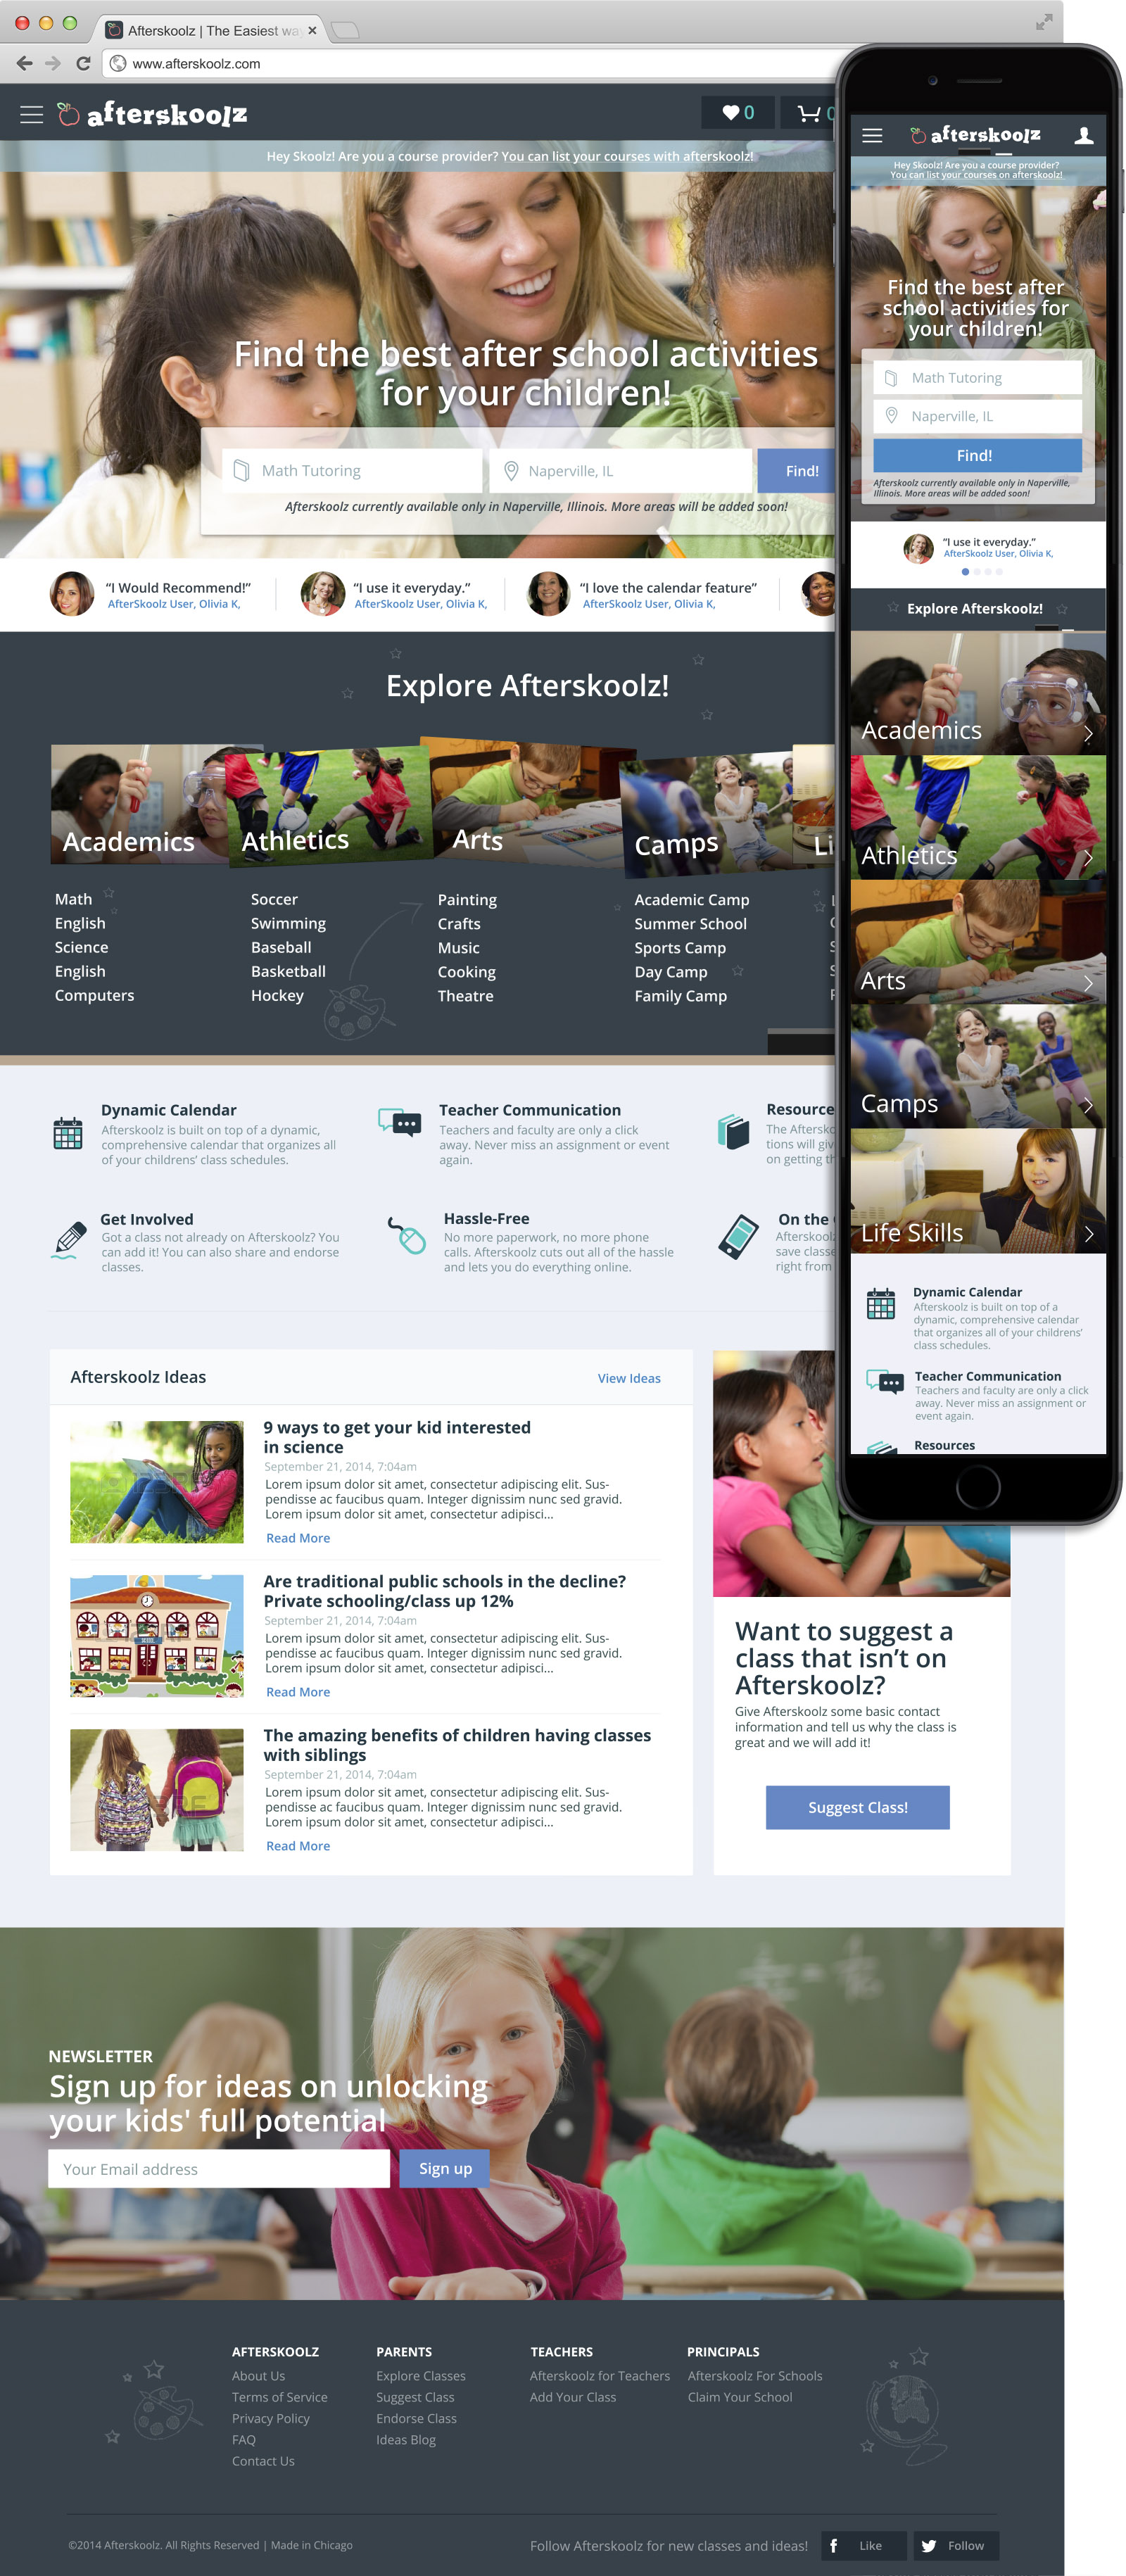 Afterskoolz | The Easiest wa
www.afterskoolz.com
afterskoolz
0
Hey Skoolz! Are you a course provider? You can list your courses with afterskoolz!
Find the best after school activities
for your children!
Math Tutoring
Naperville, IL
Find!
Afterskoolz currently available only in Naperville, Illinois. More areas will be added soon!
“I Would Recommend!”
AfterSkoolz User, Olivia K,
“I use it everyday.”
AfterSkoolz User, Olivia K,
“I love the calendar feature”
AfterSkoolz User, Olivia K,
Explore Afterskoolz!
Academics
Math
English
Science
English
Computers
Athletics
Soccer
Swimming
Baseball
Basketball
Hockey
Arts
Painting
Crafts
Music
Cooking
Theatre
Camps
Academic Camp
Summer School
Sports Camp
Day Camp
Family Camp
Li
Dynamic Calendar
Afterskoolz is built on top of a dynamic,
comprehensive calendar that organizes all
of your childrens’ class schedules.
Teacher Communication
Teachers and faculty are only a click
away. Never miss an assignment or event
again.
Resource
The Aftersko
tions will giv
on getting th
Get Involved
Got a class not already on Afterskoolz? You
can add it! You can also share and endorse
classes.
Hassle-Free
No more paperwork, no more phone
calls. Afterskoolz cuts out all of the hassle
and lets you do everything online.
On the
Afterskoolz
save classe
right from
Afterskoolz Ideas
View Ideas
9 ways to get your kid interested
in science
September 21, 2014, 7:04am
Lorem ipsum dolor sit amet, consectetur adipiscing elit. Sus-
pendisse ac faucibus quam. Integer dignissim nunc sed gravid.
Lorem ipsum dolor sit amet, consectetur adipisci...
Read More
Are traditional public schools in the decline?
Private schooling/class up 12%
September 21, 2014, 7:04am
Lorem ipsum dolor sit amet, consectetur adipiscing elit. Sus-
pendisse ac faucibus quam. Integer dignissim nunc sed gravid.
Lorem ipsum dolor sit amet, consectetur adipisci...
Read More
The amazing benefits of children having classes
with siblings
September 21, 2014, 7:04am
Lorem ipsum dolor sit amet, consectetur adipiscing elit. Sus-
pendisse ac faucibus quam. Integer dignissim nunc sed gravid.
Lorem ipsum dolor sit amet, consectetur adipisci...
Read More
Want to suggest a
class that isn’t on
Afterskoolz?
Give Afterskoolz some basic contact
information and tell us why the class is
great and we will add it!
Suggest Class!
NEWSLETTER
Sign up for ideas on unlocking
your kids' full potential
Your Email address
Sign up
AFTERSKOOLZ
About Us
Terms of Service
Privacy Policy
FAQ
Contact Us
PARENTS
Explore Classes
Suggest Class
Endorse Class
Ideas Blog
TEACHERS
Afterskoolz for Teachers
Add Your Class
PRINCIPALS
Afterskoolz For Schools
Claim Your School
©2014 Afterskoolz. All Rights Reserved | Made in Chicago
Follow Afterskoolz for new classes and ideas!
Like
Follow
afterskoolz
Hey Skoolz! Are you a course provider?
You can list your courses on afterskoolz!
Find the best after
school activities for
your children!
Math Tutoring
Naperville, IL
Find!
Afterskoolz currently available only in Naperville,
Illinois. More areas will be added soon!
“I use it everyday.”
AfterSkoolz User, Olivia K,
Explore Afterskoolz!
Academics
Athletics
Arts
Camps
Life Skills
Dynamic Calendar
Afterskoolz is built on top of a
dynamic, comprehensive calendar
that organizes all of your childrens’
class schedules.
Teacher Communication
Teachers and faculty are only a click
away. Never miss an assignment or
event again.
Resources